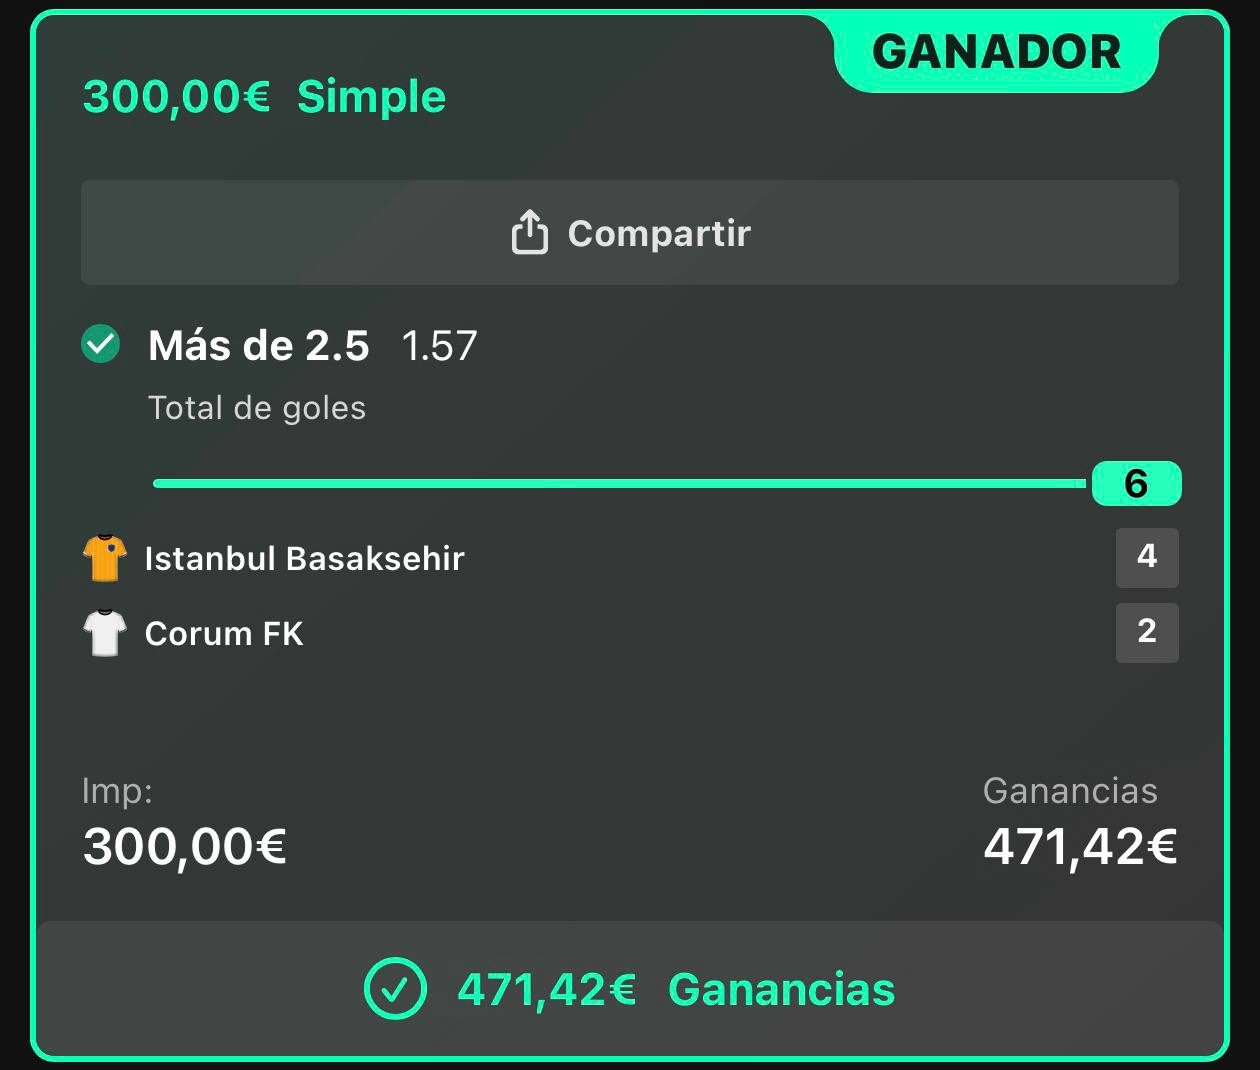 GANADOR
300,00€ Simple
Compartir
Más de 2.5 1.57
Total de goles
6
Istanbul Basaksehir 4
Corum FK 2
Imp: Ganancias
300,00€ 471,42€
471,42€ Ganancias